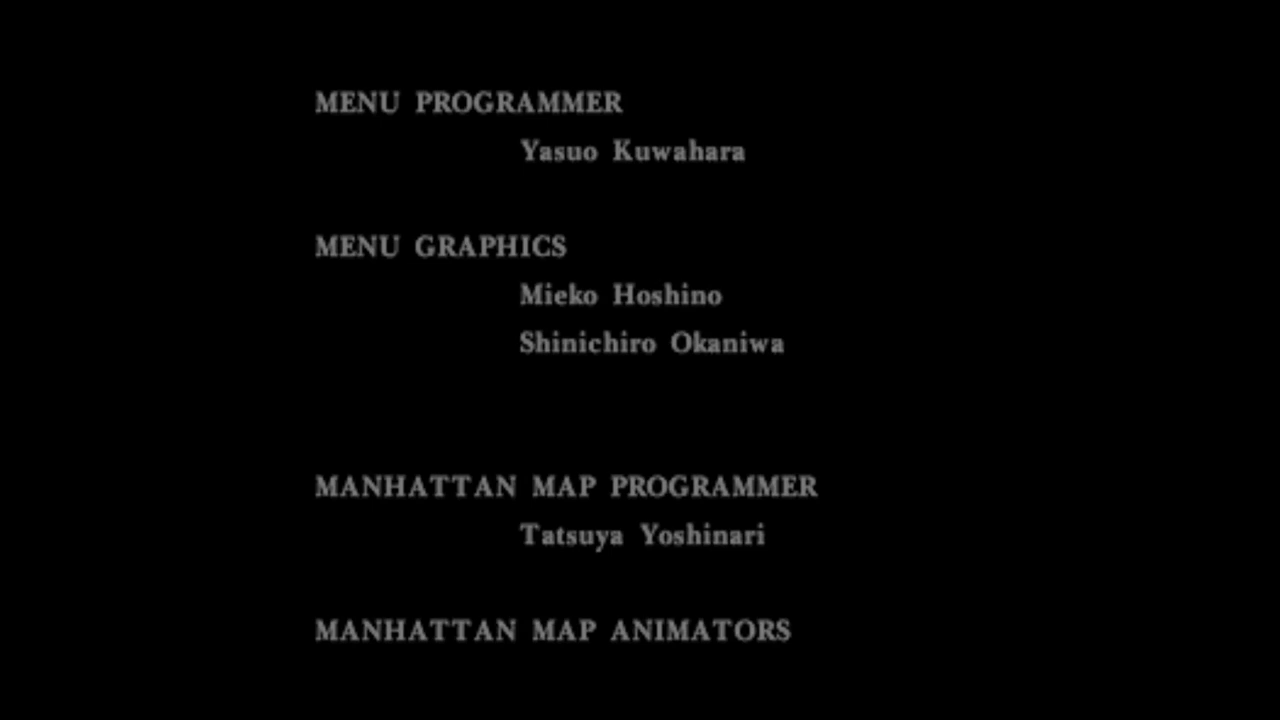 MENU PROGRAMMER
Yasuo Kuwahara
MENU GRAPHICS
Mieko Hoshino
Shinichiro Okaniwa
MANHATTAN MAP PROGRAMMER
Tatsuya Yoshinari
MANHATTAN MAP ANIMATORS